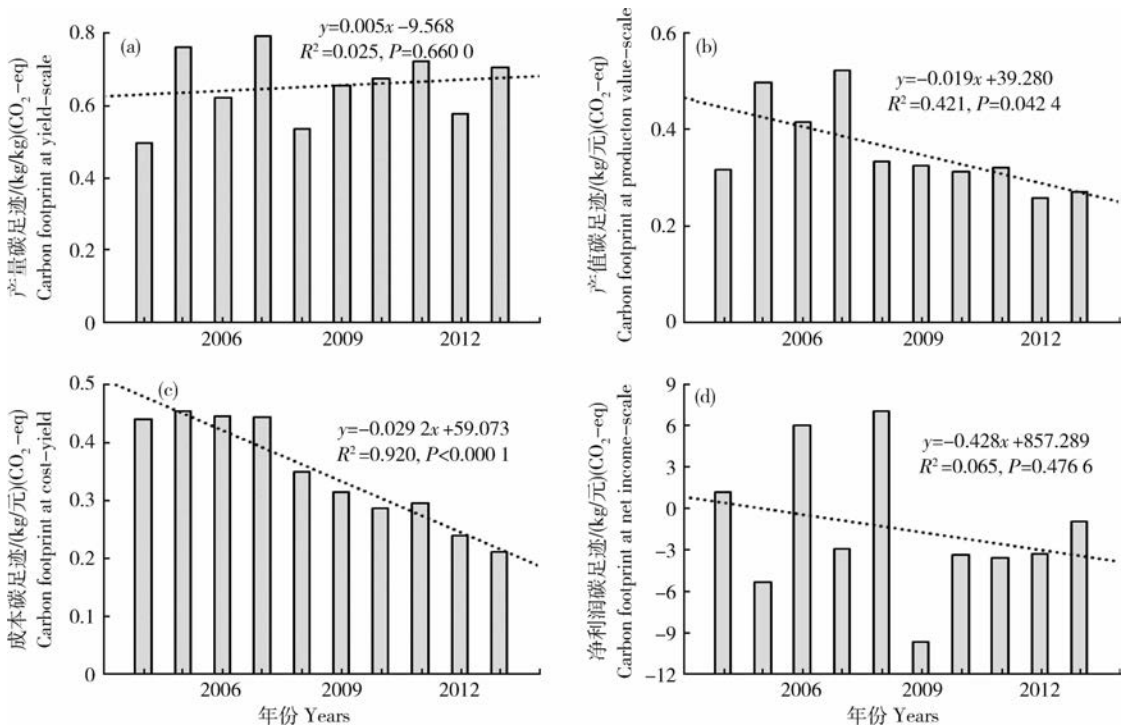 (a)
y=0.005x-9.568
R²=0.025, P=0.660 0
产量碳足迹/(kg/kg)(CO₂-eq)
Carbon footprint at yield-scale
0.8
0.6
0.4
0.2
0
2006
2009
2012
(b)
y=-0.019x+39.280
R²=0.421, P=0.042 4
产值碳足迹/(kg/元)(CO₂-eq)
Carbon footprint at producton value-scale
0.6
0.4
0.2
0
2006
2009
2012
(c)
y=-0.029 2x+59.073
R²=0.920, P<0.000 1
成本碳足迹/(kg/元)(CO₂-eq)
Carbon footprint at cost-yield
0.5
0.4
0.3
0.2
0.1
0
2006
2009
2012
年份 Years
(d)
y=-0.428x+857.289
R²=0.065, P=0.476 6
净利润碳足迹/(kg/元)(CO₂-eq)
Carbon footprint at net income-scale
9
6
3
0
-3
-6
-9
-12
2006
2009
2012
年份 Years